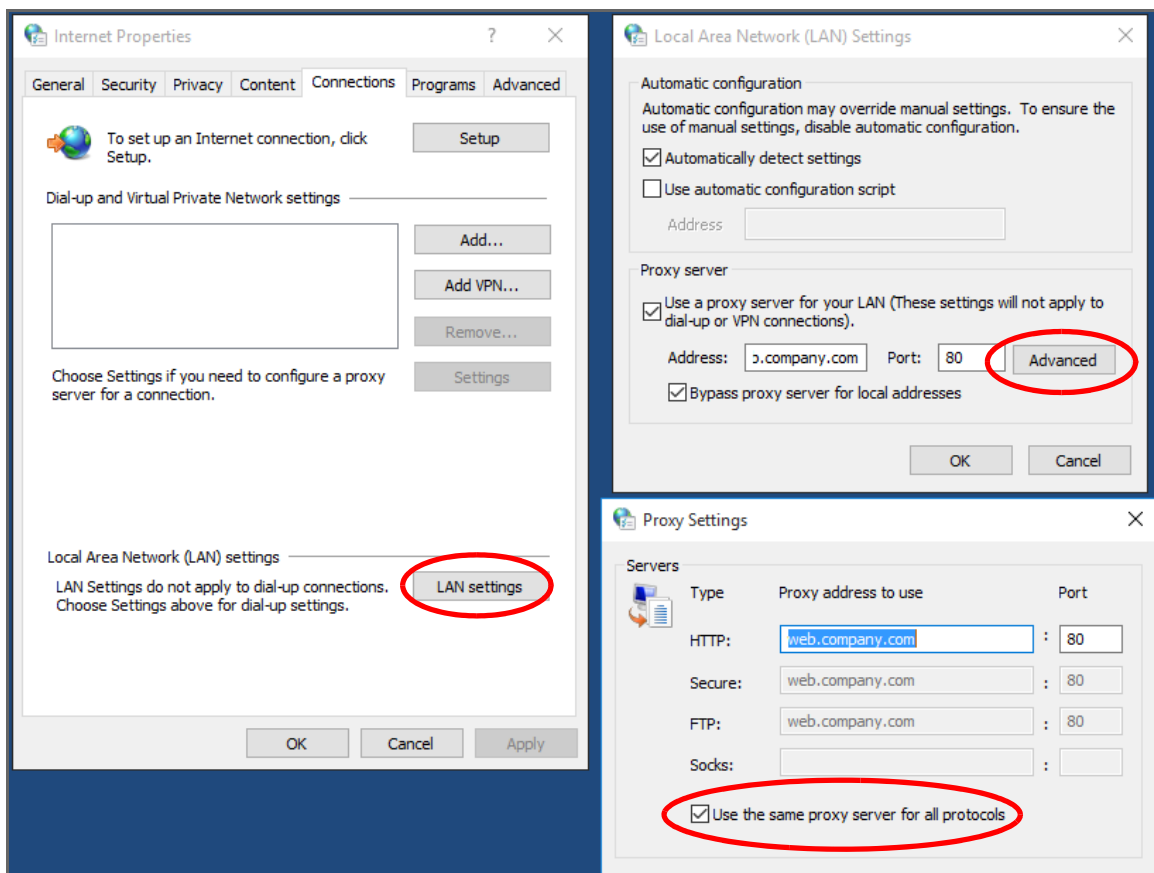 Internet Properties
?
General Security Privacy Content Connections Programs Advanced
To set up an Internet connection, click
Setup.
Setup
Dial-up and Virtual Private Network settings
Add...
Add VPN...
Remove...
Choose Settings if you need to configure a proxy
server for a connection.
Settings
Local Area Network (LAN) settings
LAN Settings do not apply to dial-up connections.
Choose Settings above for dial-up settings.
LAN settings
OK Cancel Apply
Local Area Network (LAN) Settings
Automatic configuration
Automatic configuration may override manual settings. To ensure the
use of manual settings, disable automatic configuration.
Automatically detect settings
Use automatic configuration script
Address
Proxy server
Use a proxy server for your LAN (These settings will not apply to
dial-up or VPN connections).
Address: .company.com Port: 80 Advanced
Bypass proxy server for local addresses
OK Cancel
Proxy Settings
Servers
Type Proxy address to use Port
HTTP: web.company.com : 80
Secure: web.company.com : 80
FTP: web.company.com : 80
Socks: :
Use the same proxy server for all protocols